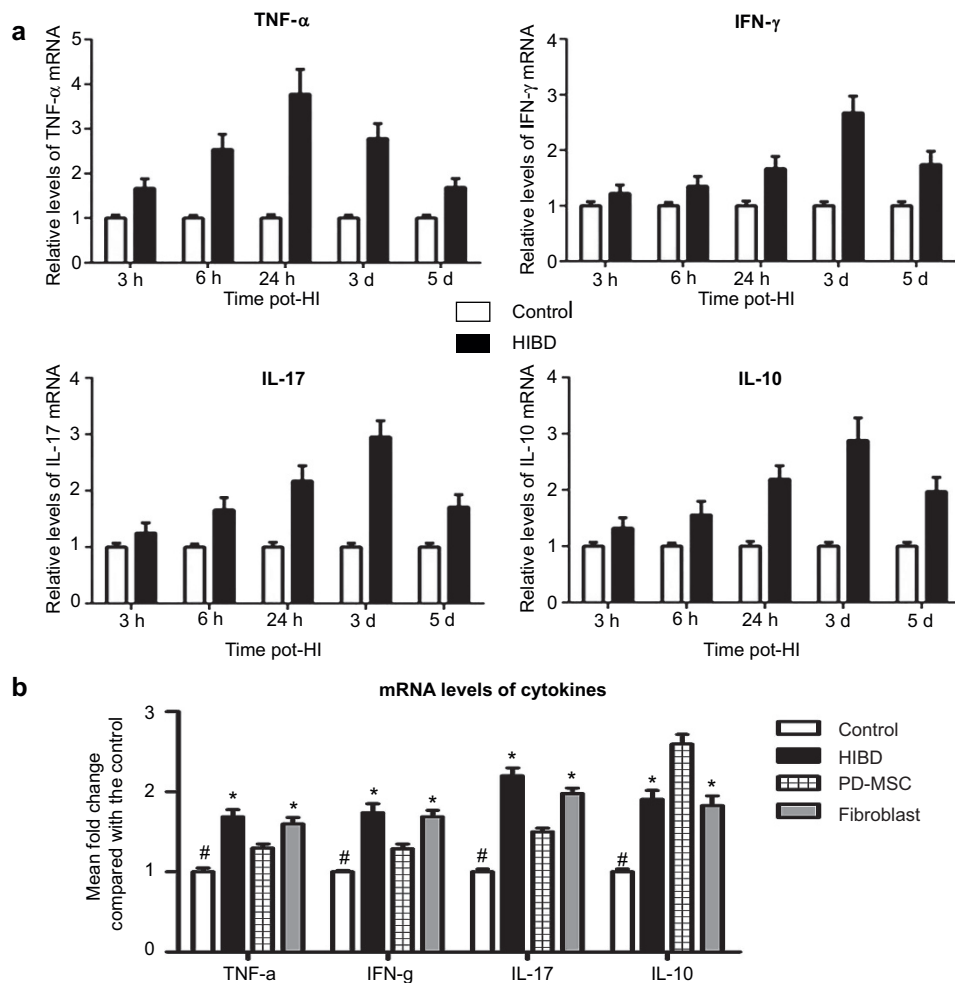 a
TNF-α
Relative levels of TNF-α mRNA
5
4
3
2
1
0
3 h 6 h 24 h 3 d 5 d
Time pot-HI
IFN-γ
Relative levels of IFN-γ mRNA
4
3
2
1
0
3 h 6 h 24 h 3 d 5 d
Time pot-HI
Control
HIBD
IL-17
Relative levels of IL-17 mRNA
4
3
2
1
0
3 h 6 h 24 h 3 d 5 d
Time pot-HI
IL-10
Relative levels of IL-10 mRNA
4
3
2
1
0
3 h 6 h 24 h 3 d 5 d
Time pot-HI
b
mRNA levels of cytokines
Mean fold change
compared with the control
3
2
1
0
# * *
# * *
# * *
# * *
TNF-a IFN-g IL-17 IL-10
Control
HIBD
PD-MSC
Fibroblast